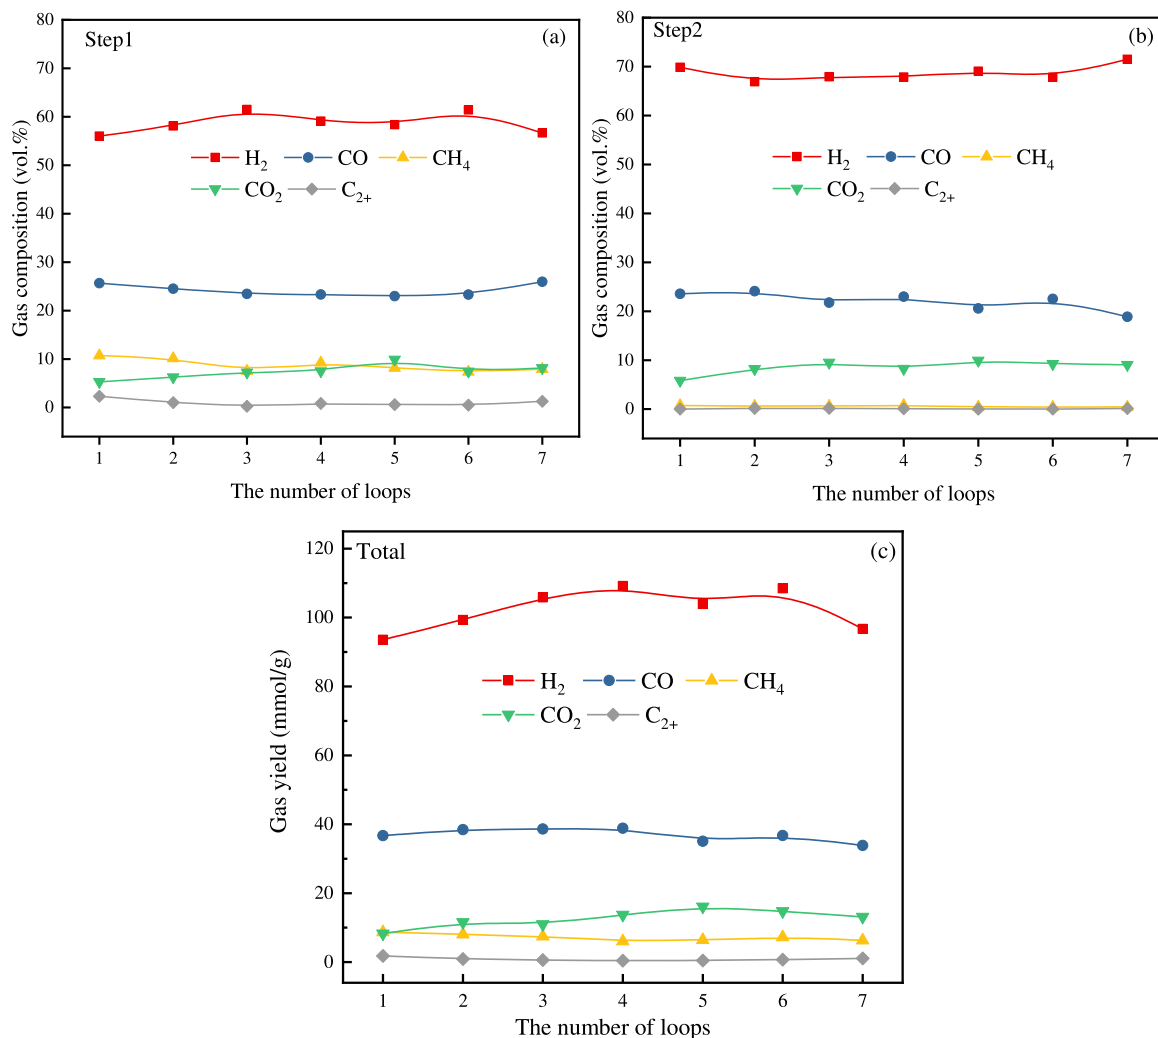 Step1
(a)
Gas composition (vol.%)
80
70
60
50
40
30
20
10
0
H2 CO CH4
CO2 C2+
1 2 3 4 5 6 7
The number of loops
Step2
(b)
Gas composition (vol.%)
80
70
60
50
40
30
20
10
0
H2 CO CH4
CO2 C2+
1 2 3 4 5 6 7
The number of loops
Total
(c)
Gas yield (mmol/g)
120
100
80
60
40
20
0
H2 CO CH4
CO2 C2+
1 2 3 4 5 6 7
The number of loops